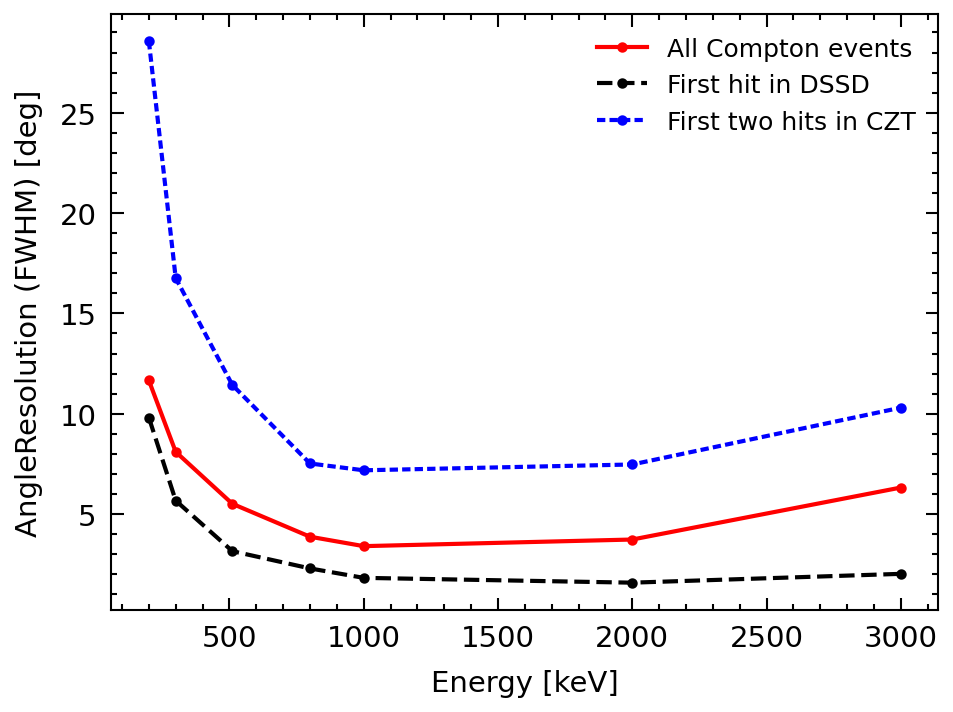 All Compton events
First hit in DSSD
First two hits in CZT
AngleResolution (FWHM) [deg]
25
20
15
10
5
500 1000 1500 2000 2500 3000
Energy [keV]